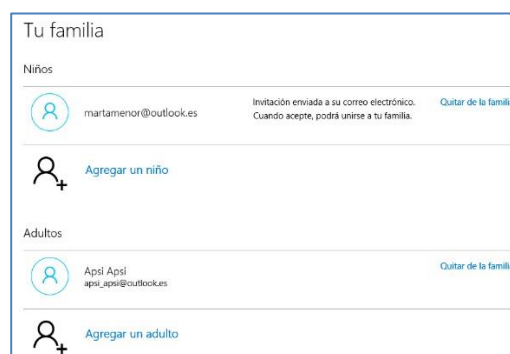 Tu familia
Niños
martamenor@outlook.es
Invitación enviada a su correo electrónico.
Cuando acepte, podrá unirse a tu familia.
Quitar de la famili
Agregar un niño
Adultos
Apsi Apsi
apsi_apsi@outlook.es
Quitar de la famili
Agregar un adulto